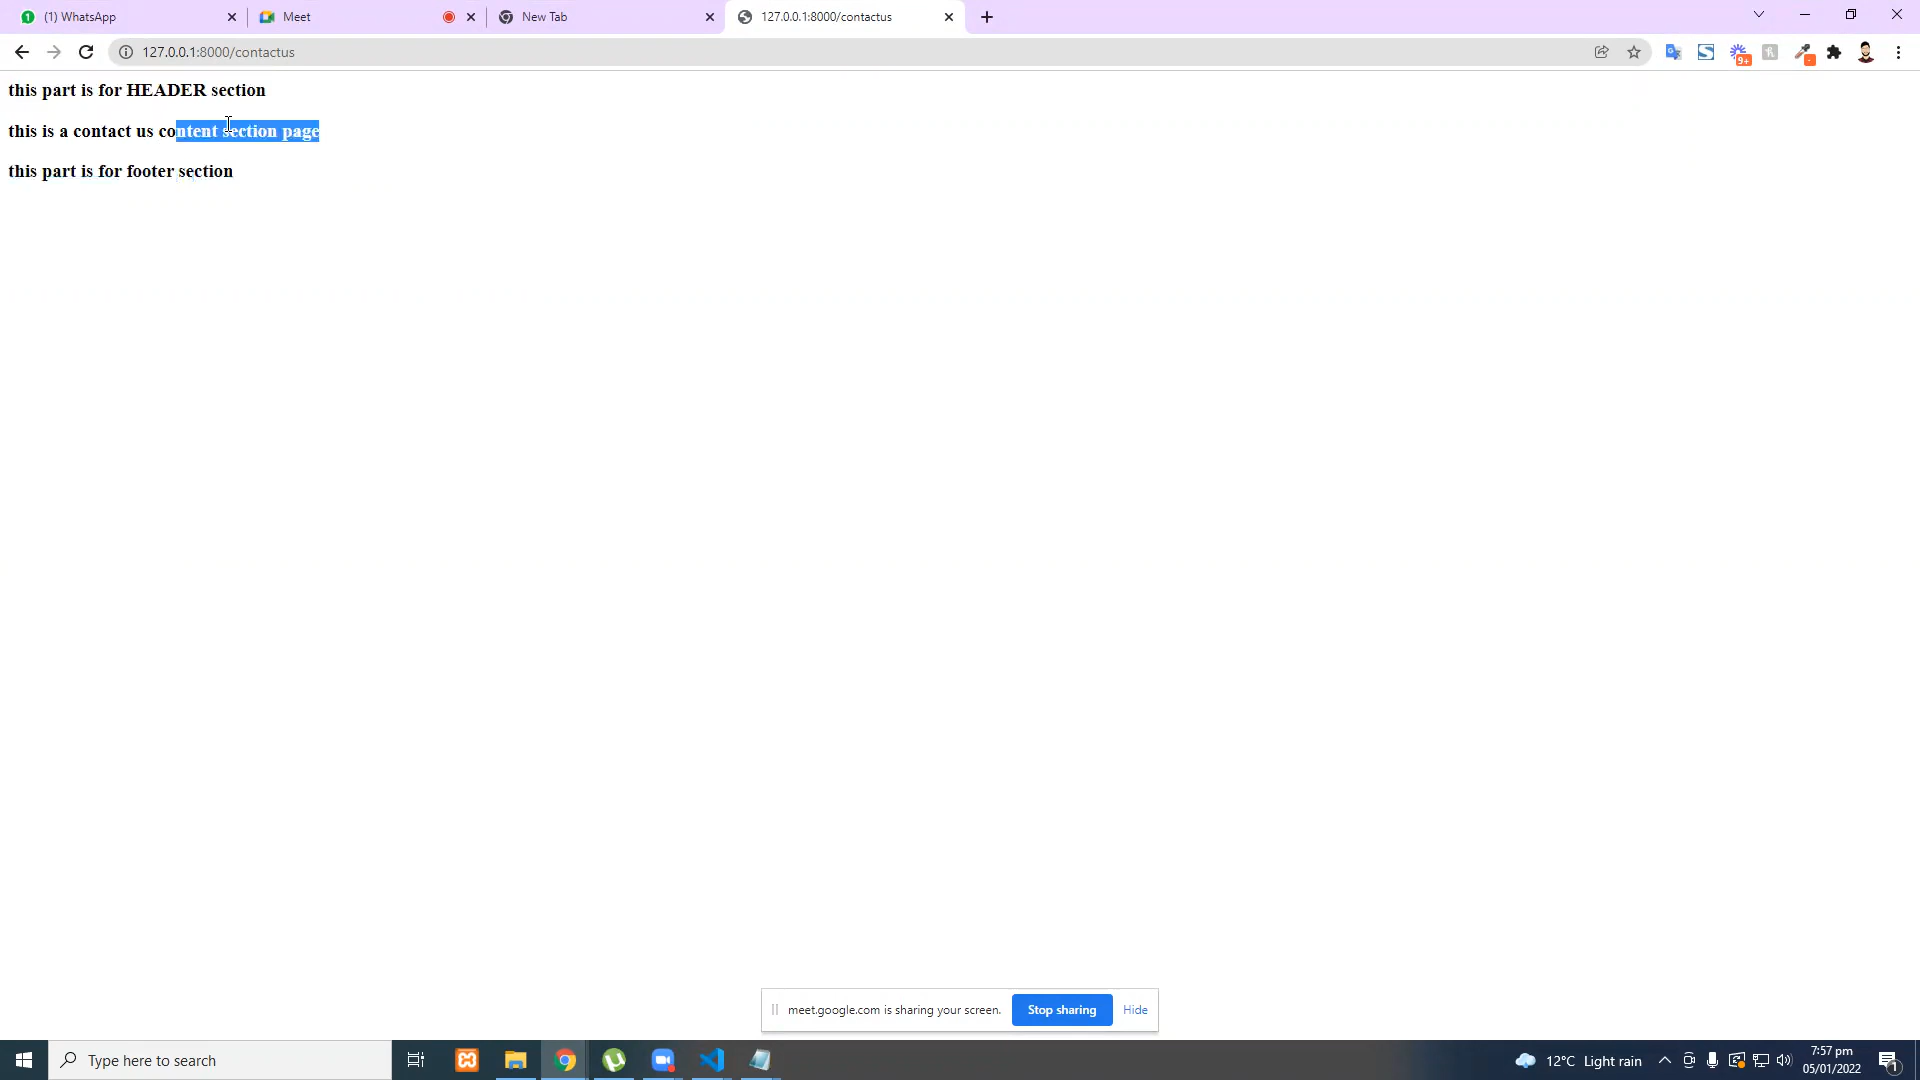 (1) WhatsApp
Meet
New Tab
127.0.0.1:8000/contactus
127.0.0.1:8000/contactus
9+
this part is for HEADER section
this is a contact us content section page
this part is for footer section
meet.google.com is sharing your screen.
Stop sharing
Hide
Type here to search
12°C Light rain
7:57 pm
05/01/2022
1